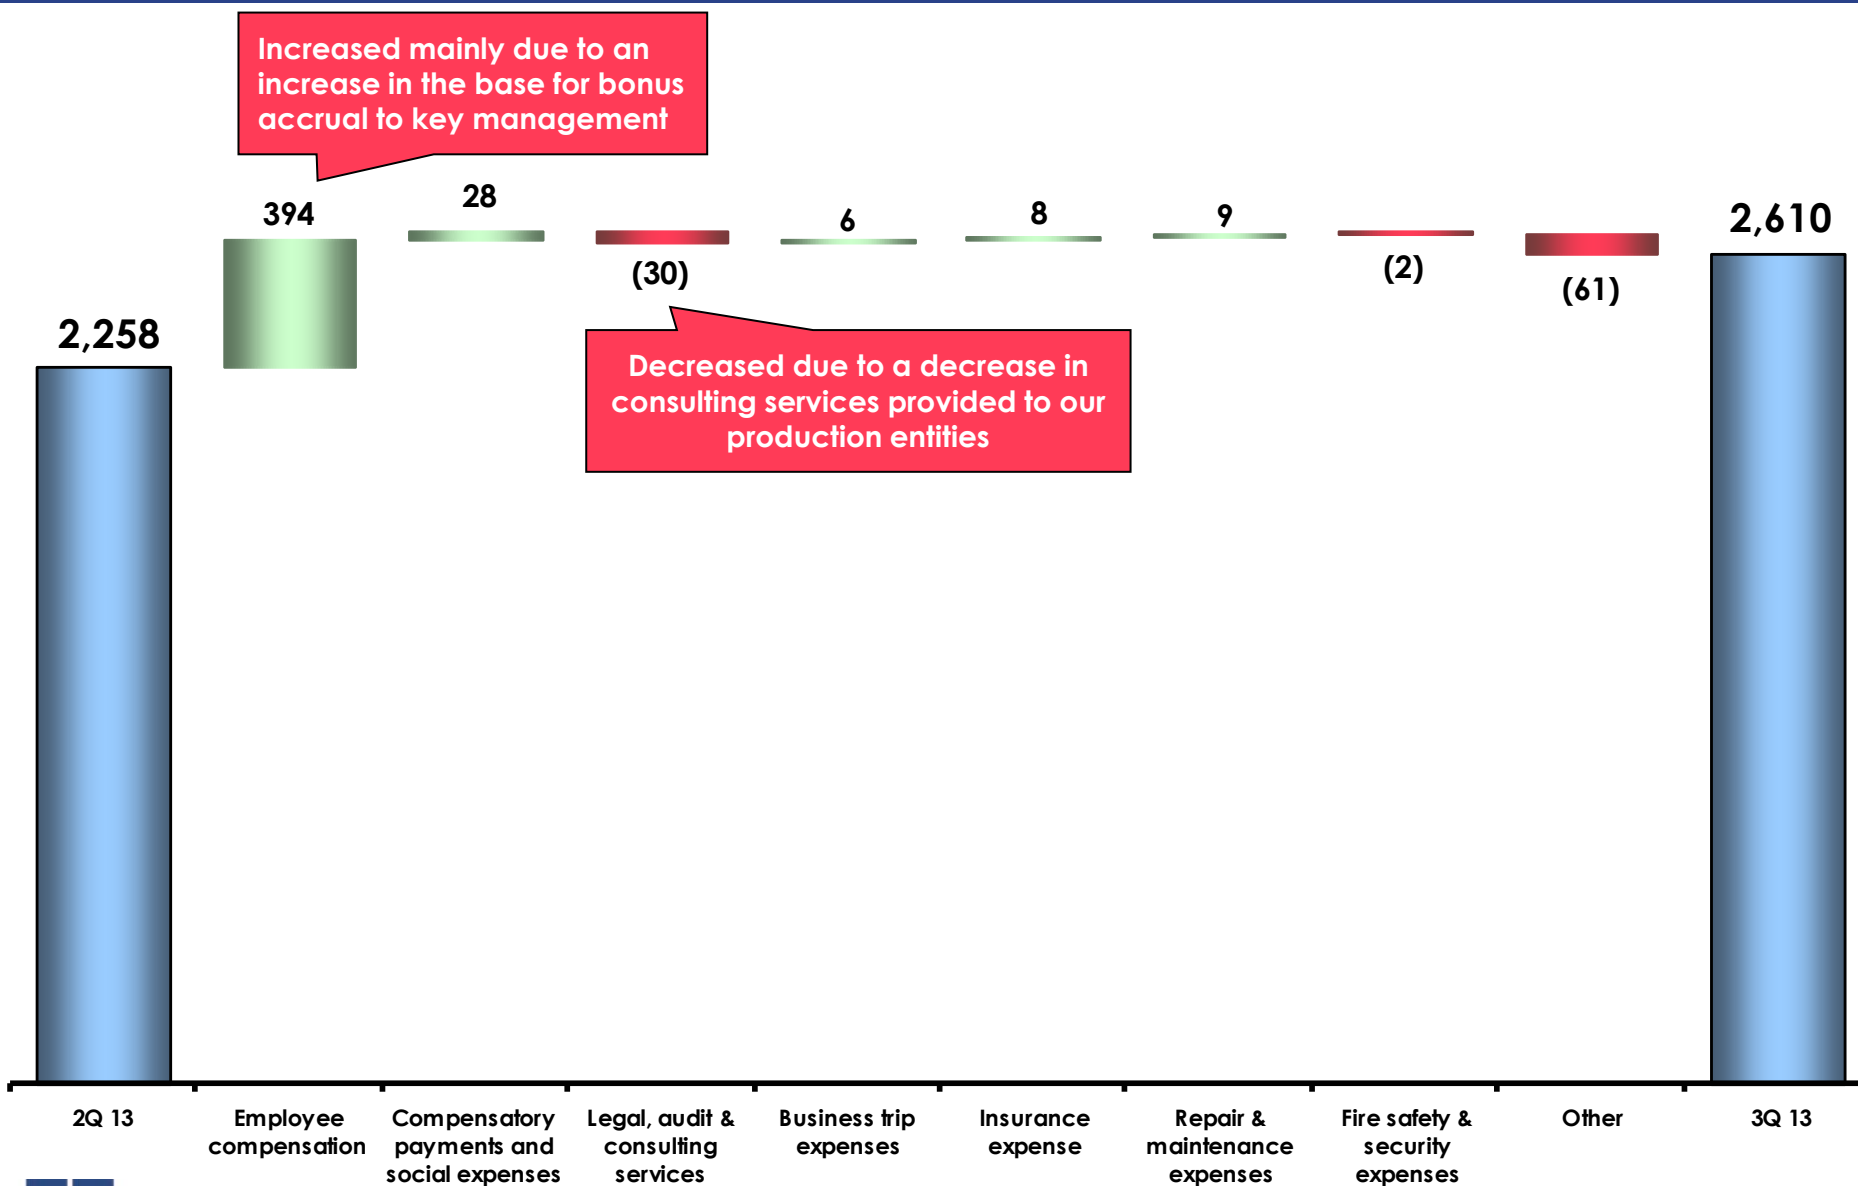 Increased mainly due to an
increase in the base for bonus
accrual to key management
394
28
(30)
6
8
9
(2)
(61)
2,258
2,610
Decreased due to a decrease in
consulting services provided to our
production entities
2Q 13
Employee
compensation
Compensatory
payments and
social expenses
Legal, audit &
consulting
services
Business trip
expenses
Insurance
expense
Repair &
maintenance
expenses
Fire safety &
security
expenses
Other
3Q 13